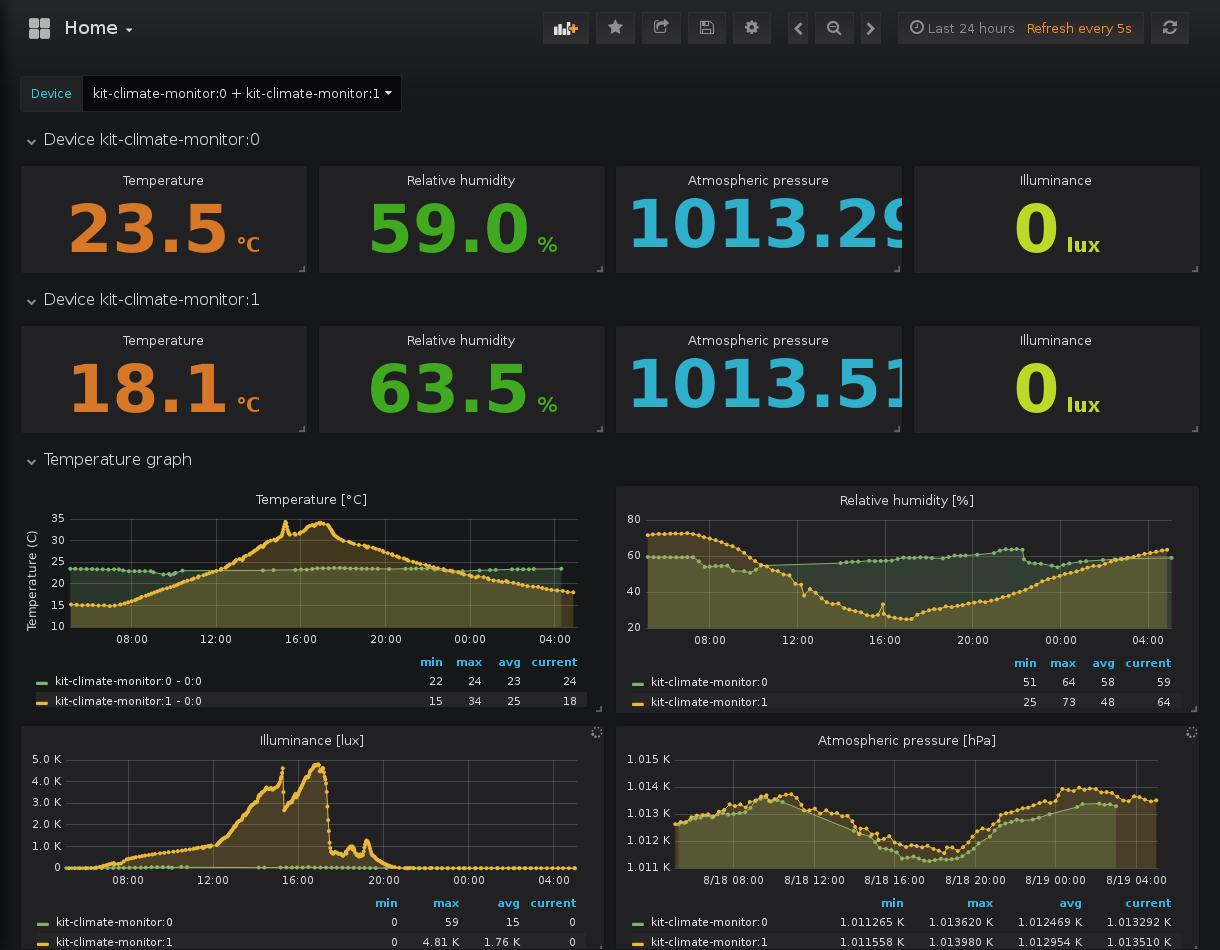 Home
Last 24 hours Refresh every 5s
Device kit-climate-monitor:0 + kit-climate-monitor:1
Device kit-climate-monitor:0
Temperature Relative humidity Atmospheric pressure Illuminance
23.5 °C 59.0 % 1013.29 0 lux
Device kit-climate-monitor:1
Temperature Relative humidity Atmospheric pressure Illuminance
18.1 °C 63.5 % 1013.51 0 lux
Temperature graph
Temperature [°C]
Temperature (C)
35
30
25
20
15
10
08:00 12:00 16:00 20:00 00:00 04:00
min max avg current
kit-climate-monitor:0 - 0:0 22 24 23 24
kit-climate-monitor:1 - 0:0 15 34 25 18
Relative humidity [%]
80
60
40
20
08:00 12:00 16:00 20:00 00:00 04:00
min max avg current
kit-climate-monitor:0 51 64 58 59
kit-climate-monitor:1 25 73 48 64
Illuminance [lux]
5.0 K
4.0 K
3.0 K
2.0 K
1.0 K
0
08:00 12:00 16:00 20:00 00:00 04:00
min max avg current
kit-climate-monitor:0 0 59 15 0
kit-climate-monitor:1 0 4.81 K 1.76 K 0
Atmospheric pressure [hPa]
1.015 K
1.014 K
1.013 K
1.012 K
1.011 K
8/18 08:00 8/18 12:00 8/18 16:00 8/18 20:00 8/19 00:00 8/19 04:00
min max avg current
kit-climate-monitor:0 1.011265 K 1.013620 K 1.012469 K 1.013292 K
kit-climate-monitor:1 1.011558 K 1.013980 K 1.012954 K 1.013510 K